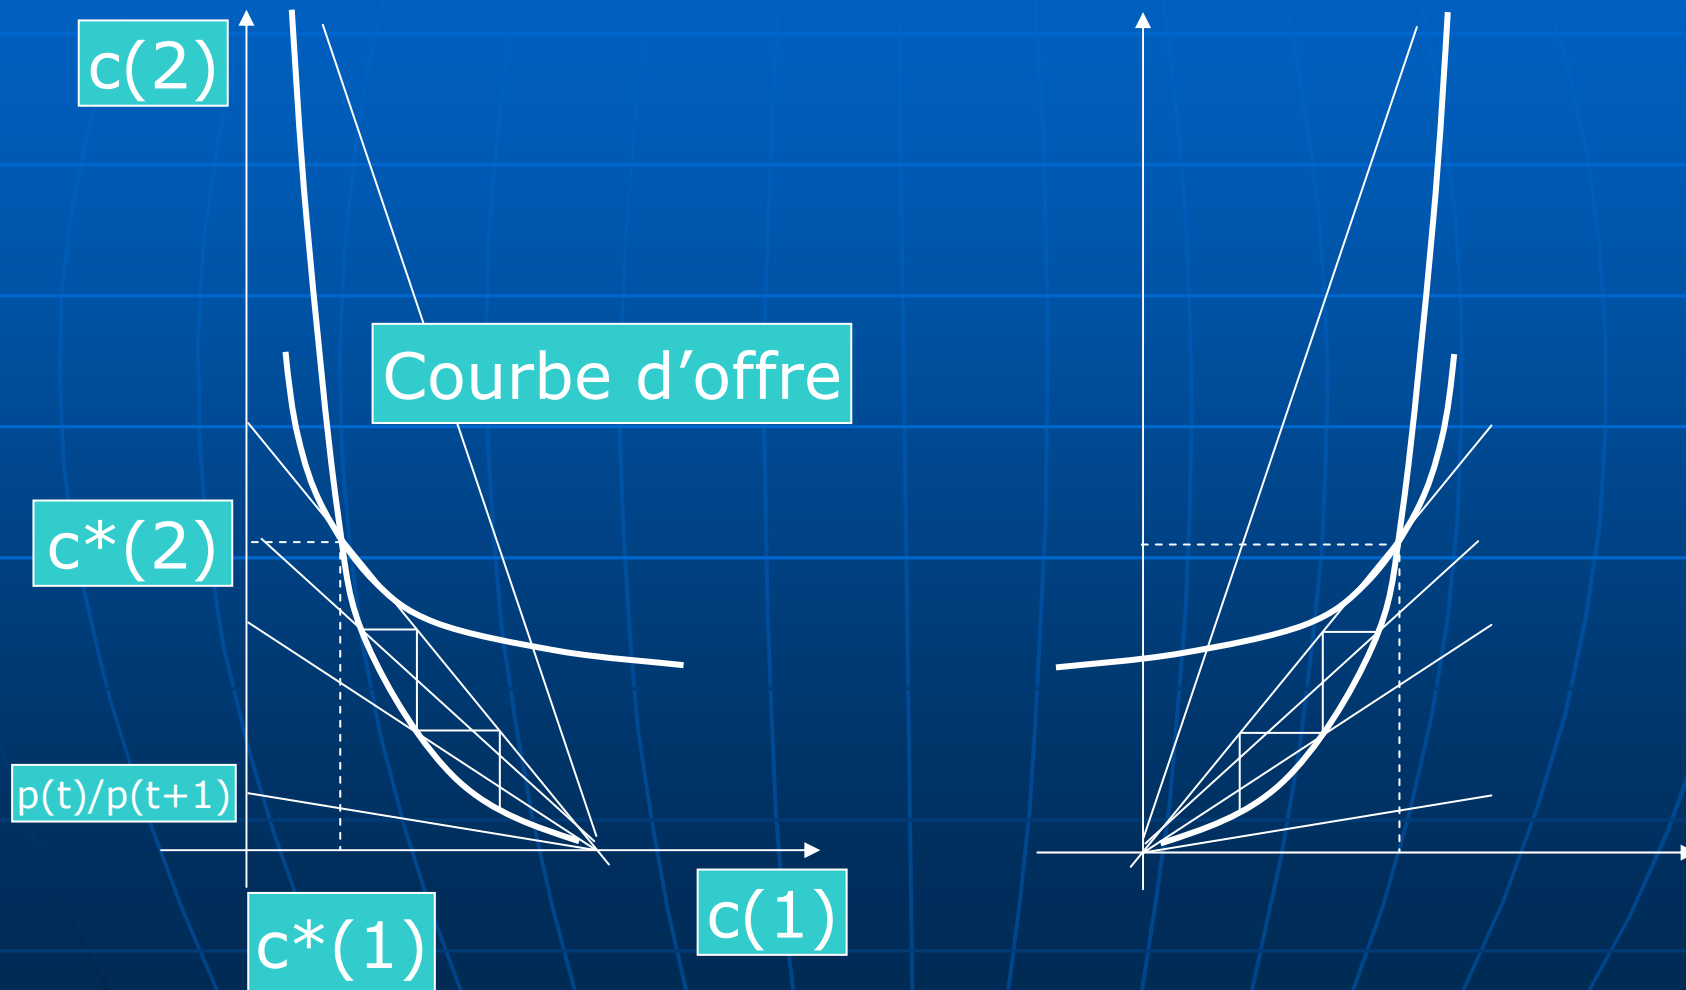 c(2)
Courbe d’offre
c*(2)
p(t)/p(t+1)
c(1)
c*(1)